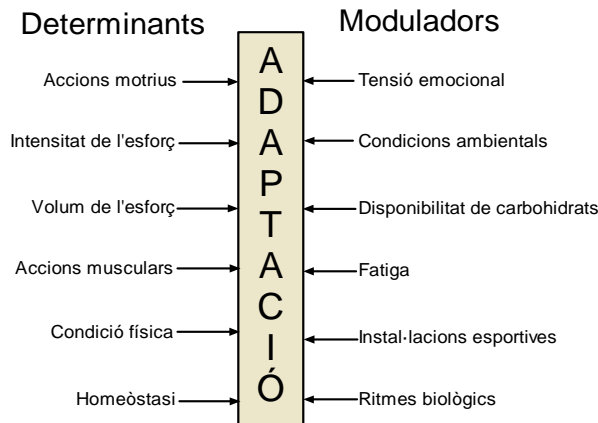 Determinants
Moduladors
Accions motrius
Intensitat de l'esforç
Volum de l'esforç
Accions musculars
Condició física
Homeòstasi
A
D
A
P
T
A
C
I
Ó
Tensió emocional
Condicions ambientals
Disponibilitat de carbohidrats
Fatiga
Instal·lacions esportives
Ritmes biològics